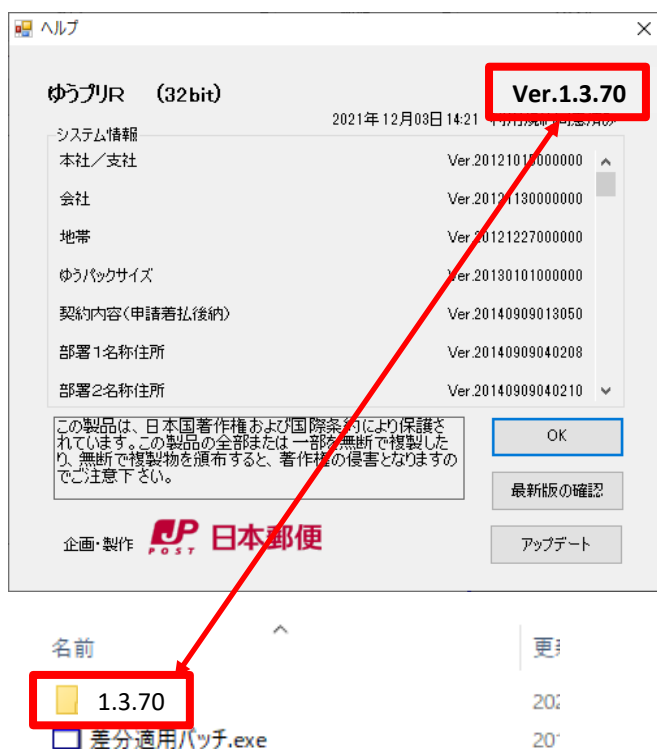 ヘルプ
ゆうプリR (32bit)
Ver.1.3.70
2021年12月03日 14:21
システム情報
本社／支社 Ver.20121015000000
会社 Ver.20121130000000
地帯 Ver.20121227000000
ゆうパックサイズ Ver.20130101000000
契約内容(申請着払後納) Ver.20140909013050
部署1名称住所 Ver.20140909040208
部署2名称住所 Ver.20140909040210
この製品は、日本国著作権および国際条約により保護さ
れています。この製品の全部または一部を無断で複製した
り、無断で複製物を頒布すると、著作権の侵害となりますの
でご注意下さい。
OK
最新版の確認
アップデート
企画・製作 JP POST 日本郵便
名前
1.3.70
差分適用パッチ.exe